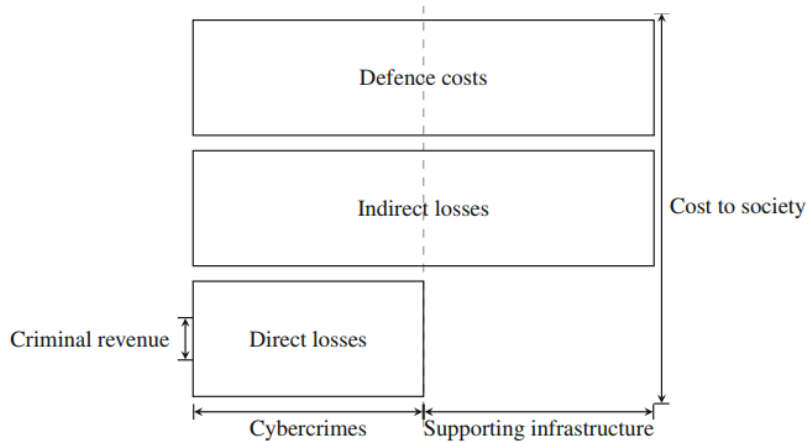 Defence costs
Indirect losses
Cost to society
Criminal revenue
Direct losses
Cybercrimes
Supporting infrastructure